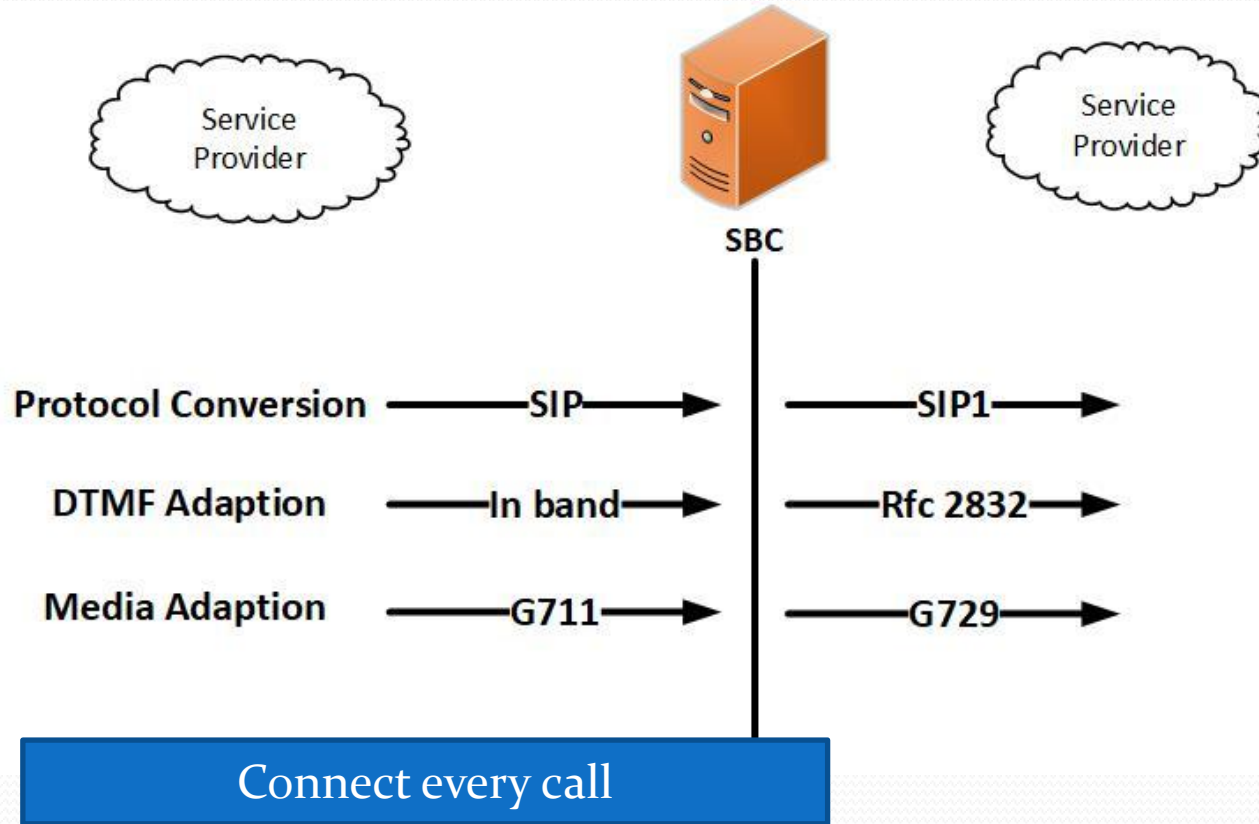 Service
Provider
Service
Provider
SBC
Protocol Conversion SIP SIP1
DTMF Adaption In band Rfc 2832
Media Adaption G711 G729
Connect every call